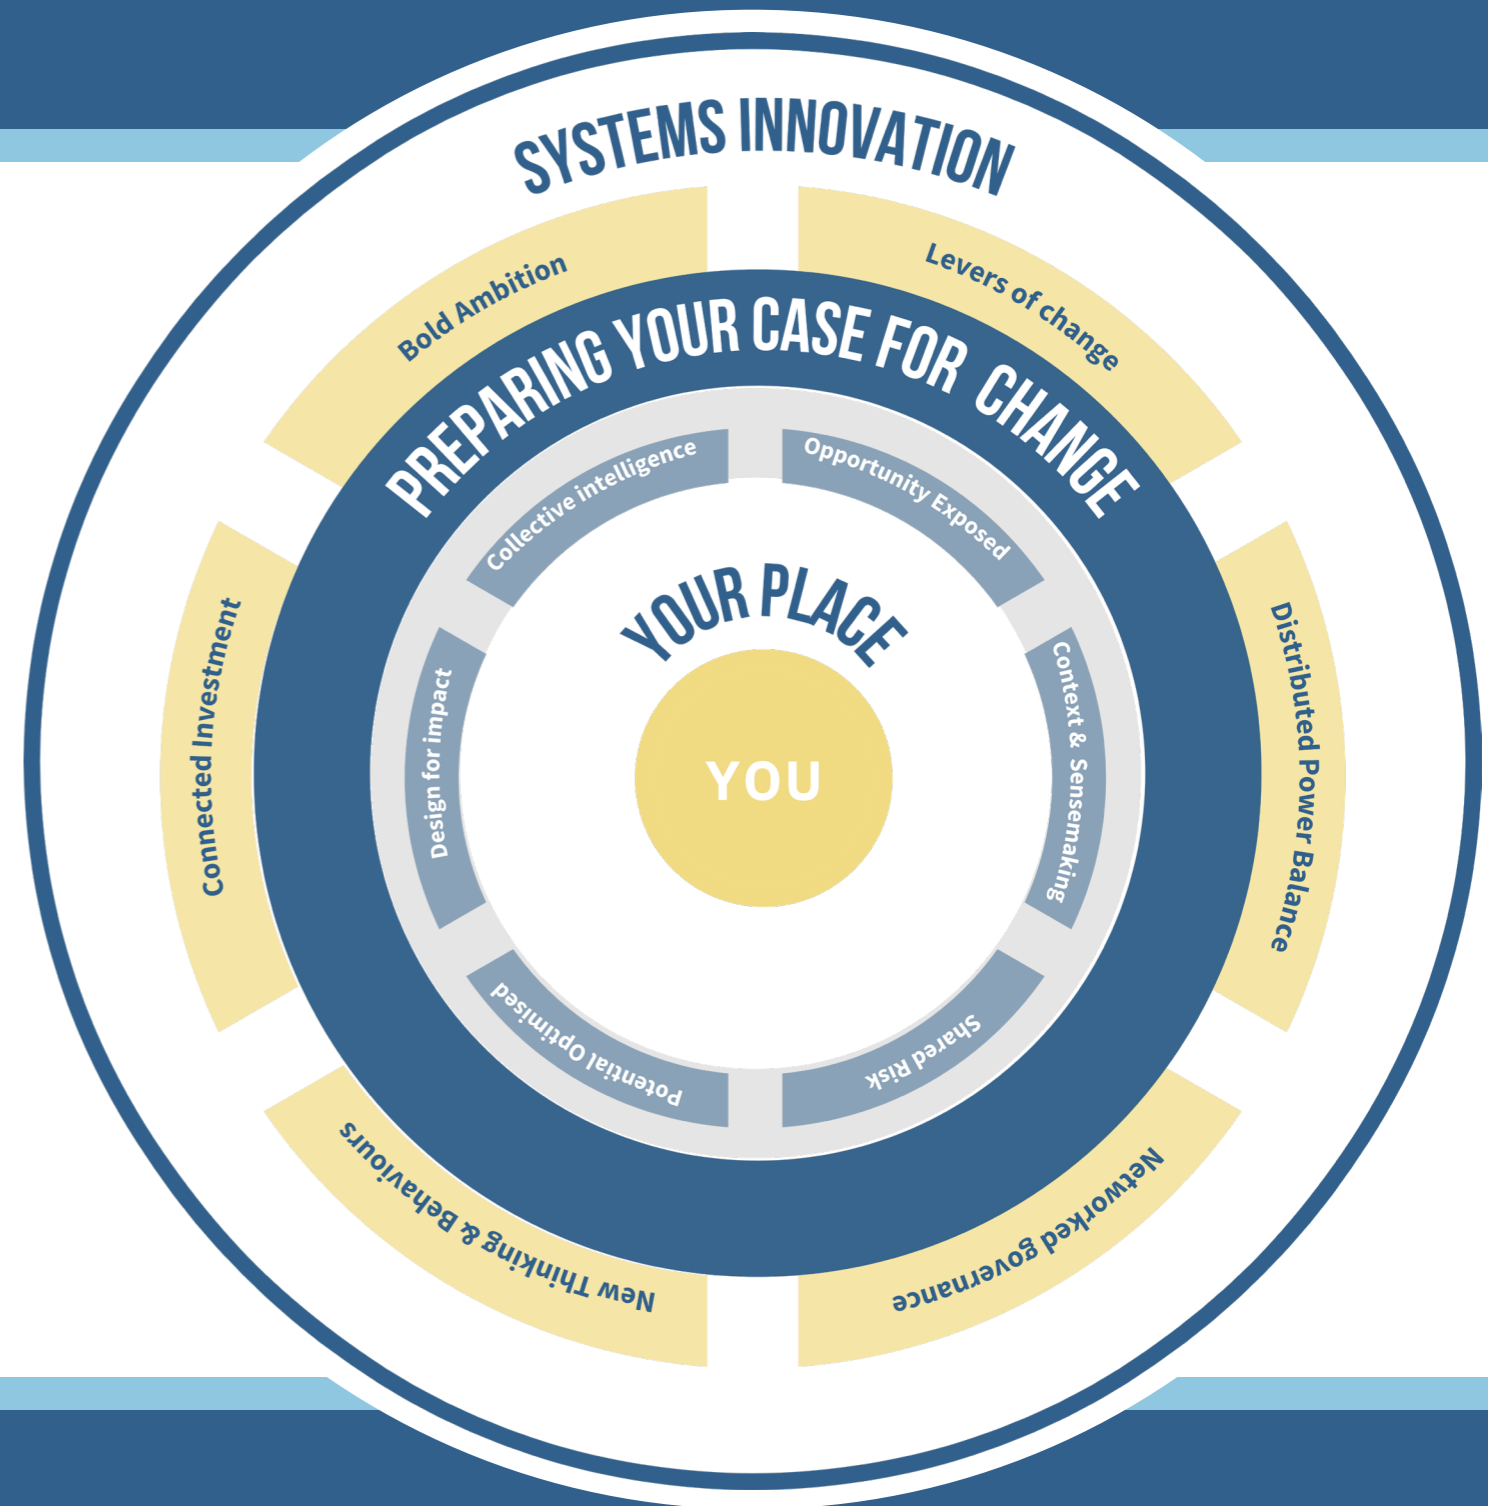 SYSTEMS INNOVATION
Bold Ambition
Levers of change
Distributed Power Balance
Networked governance
New Thinking & Behaviours
Connected Investment
PREPARING YOUR CASE FOR CHANGE
Collective intelligence
Opportunity Exposed
Context & Sensemaking
Shared Risk
Potential Optimised
Design for impact
YOUR PLACE
YOU